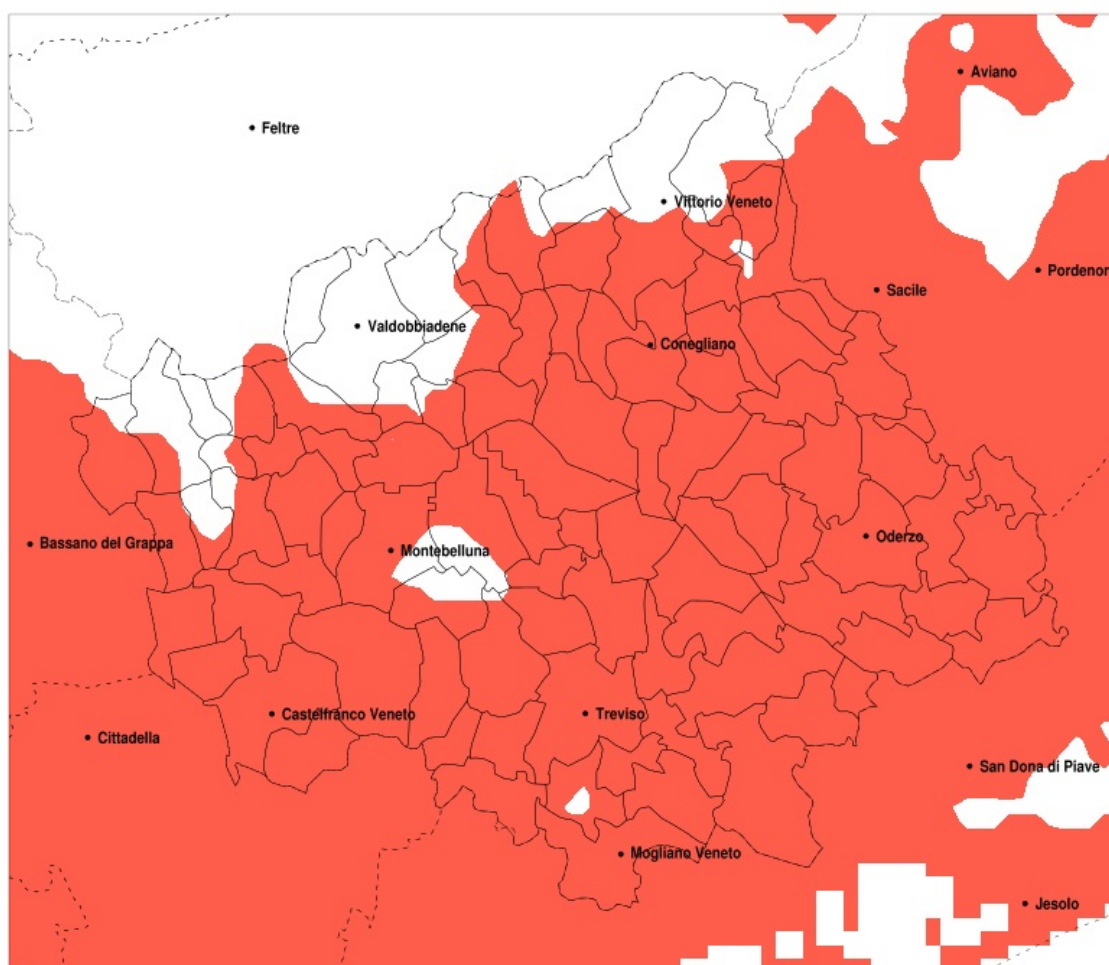 Aviano
Feltre
Vittorio Veneto
Pordenor
Sacile
Valdobbiadene
Conegliano
Oderzo
Bassano del Grappa
Montebelluna
Castelfranco Veneto
Treviso
Cittadella
San Dona di Piave
Mogliano Veneto
Jesolo